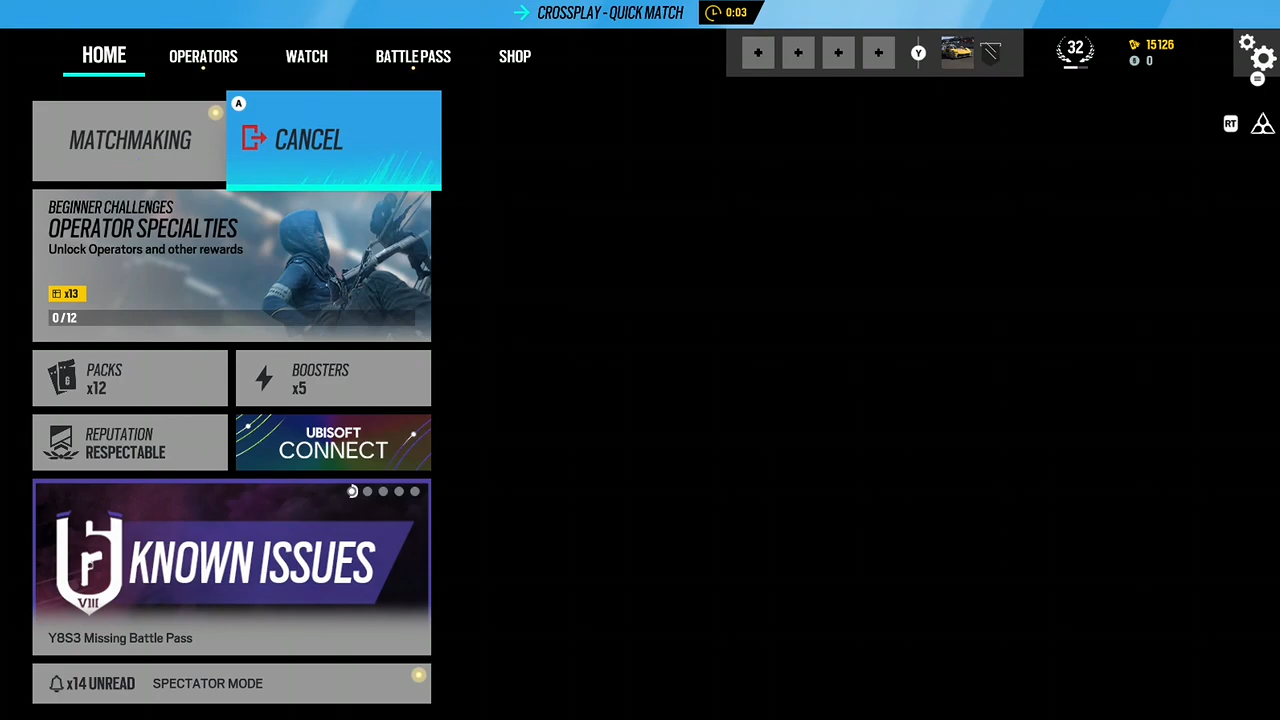 CROSSPLAY - QUICK MATCH
0:03
HOME
OPERATORS
WATCH
BATTLE PASS
SHOP
+ + + +
Y
32
15126
0
RT
MATCHMAKING
A
CANCEL
BEGINNER CHALLENGES
OPERATOR SPECIALTIES
Unlock Operators and other rewards
x13
0/12
PACKS
x12
BOOSTERS
x5
REPUTATION
RESPECTABLE
UBISOFT
CONNECT
KNOWN ISSUES
VIII
Y8S3 Missing Battle Pass
x14 UNREAD
SPECTATOR MODE